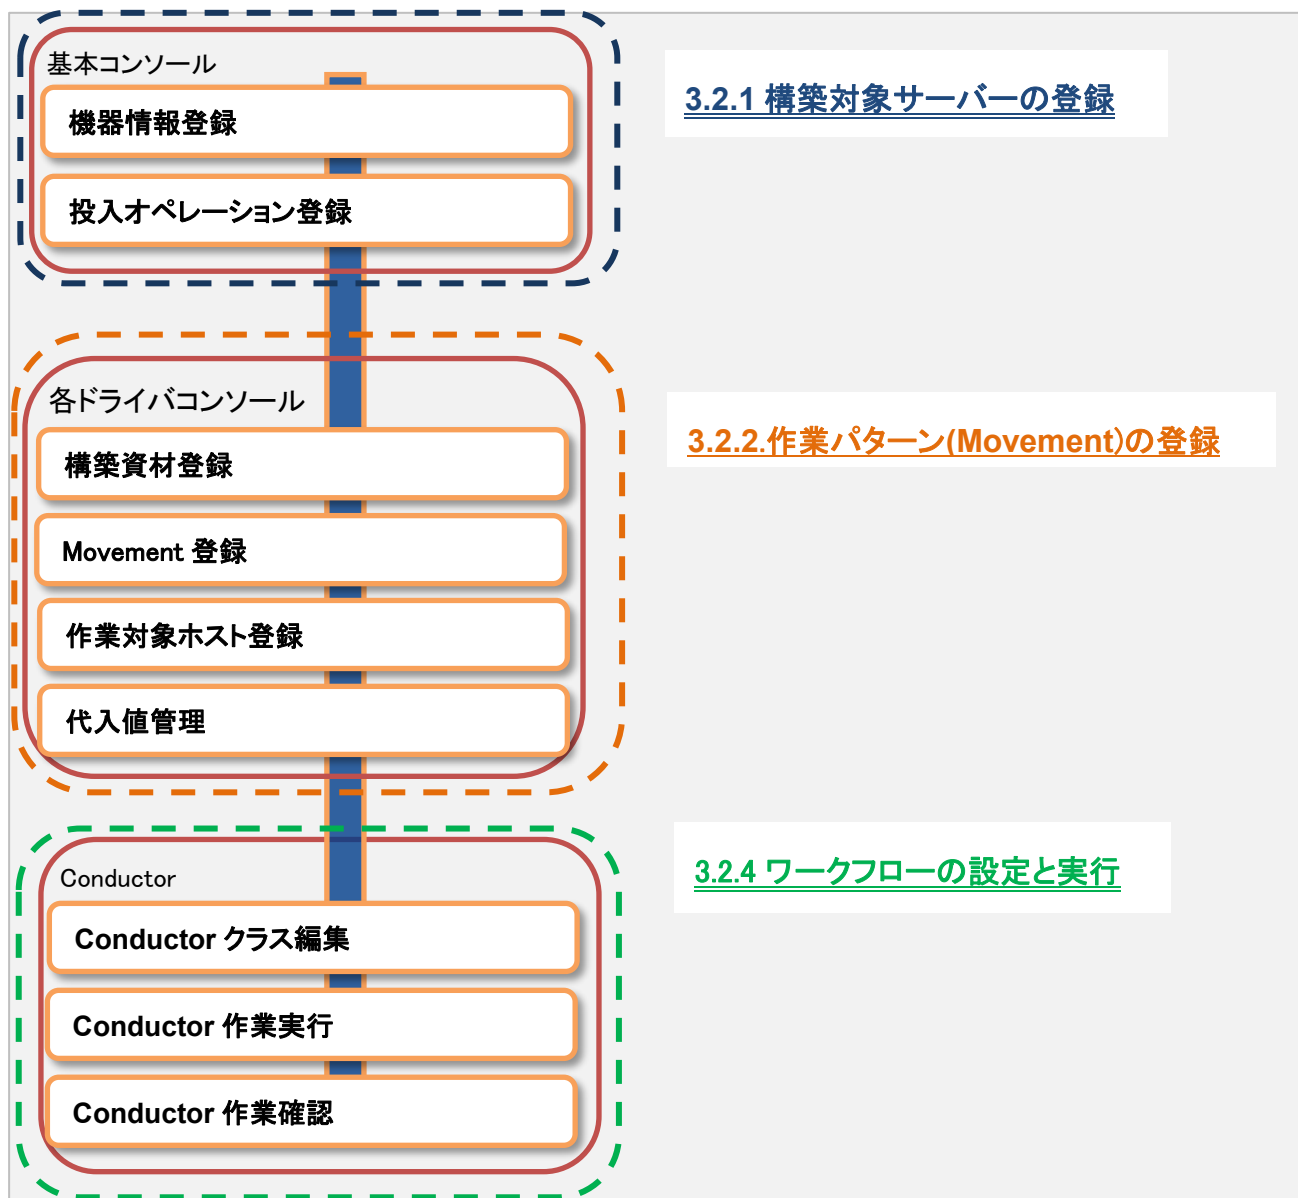 基本コンソール
機器情報登録
投入オペレーション登録
3.2.1 構築対象サーバーの登録
各ドライバコンソール
構築資材登録
Movement 登録
作業対象ホスト登録
代入値管理
3.2.2.作業パターン(Movement)の登録
Conductor
Conductor クラス編集
Conductor 作業実行
Conductor 作業確認
3.2.4 ワークフローの設定と実行